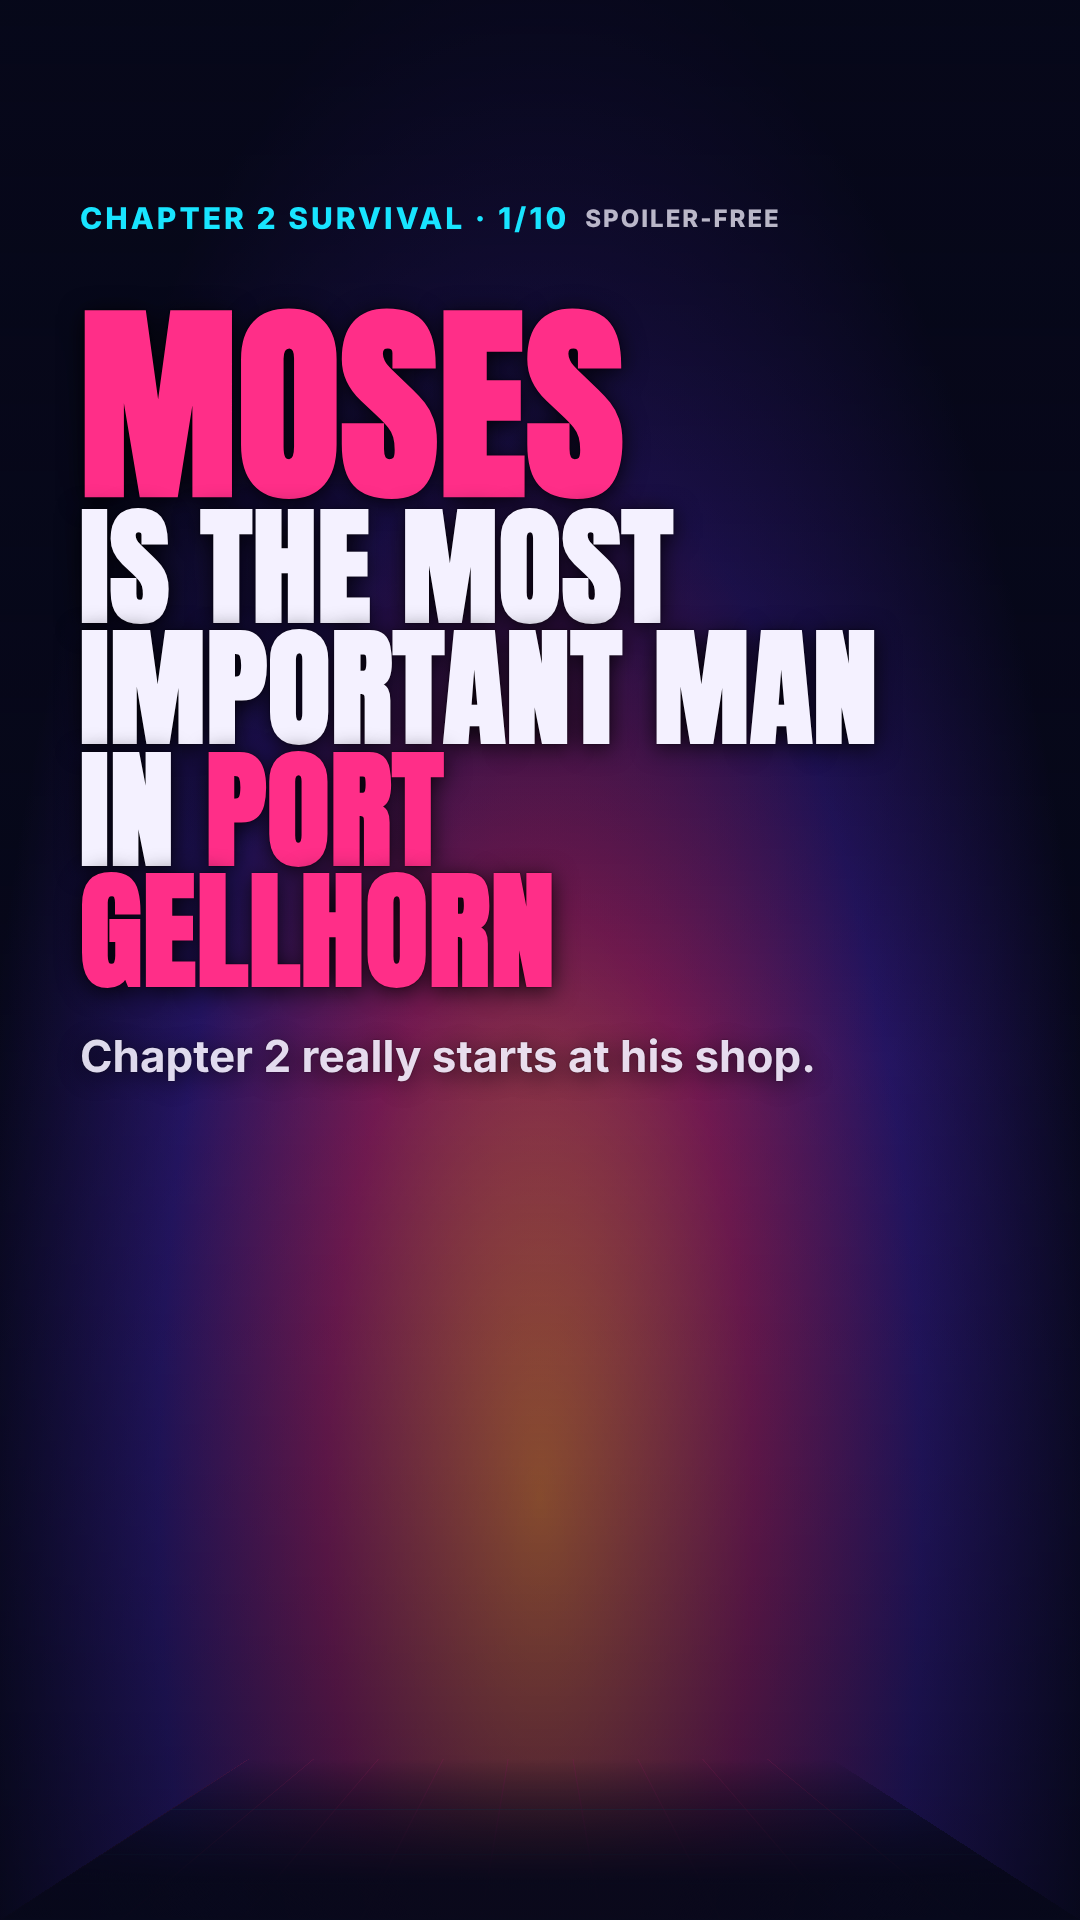 CHAPTER 2 SURVIVAL · 1/10 SPOILER-FREE
MOSES
IS THE MOST
IMPORTANT MAN
IN PORT
GELLHORN
Chapter 2 really starts at his shop.